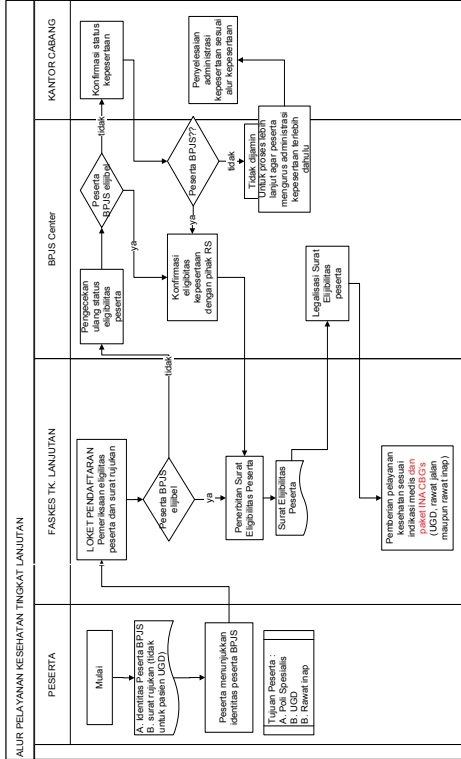 ALUR PELAYANAN KESEHATAN TINGKAT LANJUTAN
PESERTA
Mulai
A. Identitas Peserta BPJS
B. surat rujukan (tidak
untuk pasien UGD)
Peserta menunjukkan
identitas peserta BPJS
Tujuan Peserta :
A. Poli Spesialis
B. UGD
B. Rawat inap
FASKES TK. LANJUTAN
LOKET PENDAFTARAN
Pemeriksaan eligilitas
peserta dan surat rujukan
Peserta BPJS
elijibel
tidak
ya
Penerbitan Surat
Eligibilitas Peserta
Surat Elijibilitas
Peserta
Pemberian pelayanan
kesehatan sesuai
indikasi medis dan
paket INA CBG's
(UGD, rawat jalan
maupun rawat inap)
BPJS Center
Pengecekan
ulang status
eligibilitas
peserta
Peserta
BPJS elijibel
tidak
ya
Konfirmasi
eligibitas
kepesertaan
dengan pihak RS
Peserta BPJS??
ya
tidak
Tidak dijamin
Untuk proses lebih
lanjut agar peserta
mengurus administrasi
kepesertaan terlebih
dahulu
Legalisasi Surat
Elijibilitas
peserta
KANTOR CABANG
Konfirmasi status
kepesertaan
Penyelesaian
administrasi
kepesertaan sesuai
alur kepesertaan